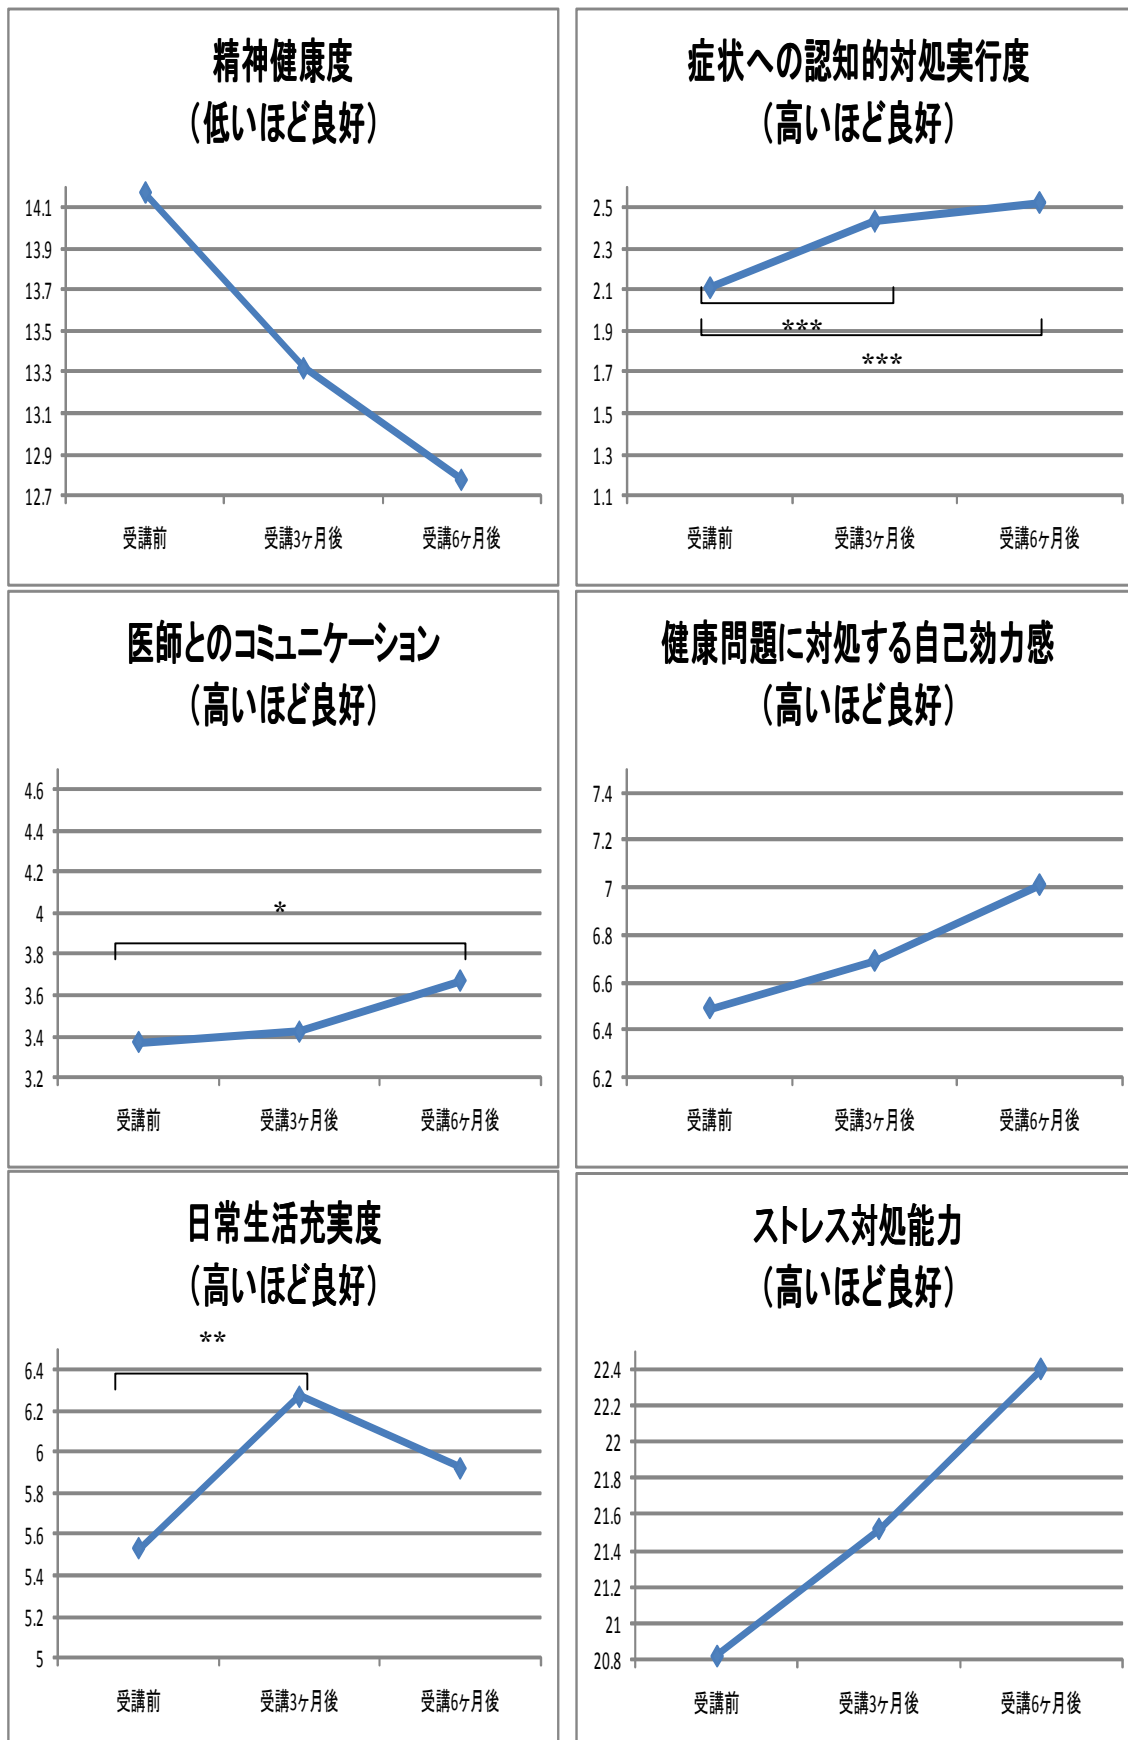 精神健康度
（低いほど良好）
14.1
13.9
13.7
13.5
13.3
13.1
12.9
12.7
受講前 受講3ヶ月後 受講6ヶ月後
症状への認知的対処実行度
（高いほど良好）
2.5
2.3
2.1
1.9
1.7
1.5
1.3
1.1
***
***
受講前 受講3ヶ月後 受講6ヶ月後
医師とのコミュニケーション
（高いほど良好）
4.6
4.4
4.2
4
3.8
3.6
3.4
3.2
*
受講前 受講3ヶ月後 受講6ヶ月後
健康問題に対処する自己効力感
（高いほど良好）
7.4
7.2
7
6.8
6.6
6.4
6.2
受講前 受講3ヶ月後 受講6ヶ月後
日常生活充実度
（高いほど良好）
**
6.4
6.2
6
5.8
5.6
5.4
5.2
5
受講前 受講3ヶ月後 受講6ヶ月後
ストレス対処能力
（高いほど良好）
22.4
22.2
22
21.8
21.6
21.4
21.2
21
20.8
受講前 受講3ヶ月後 受講6ヶ月後